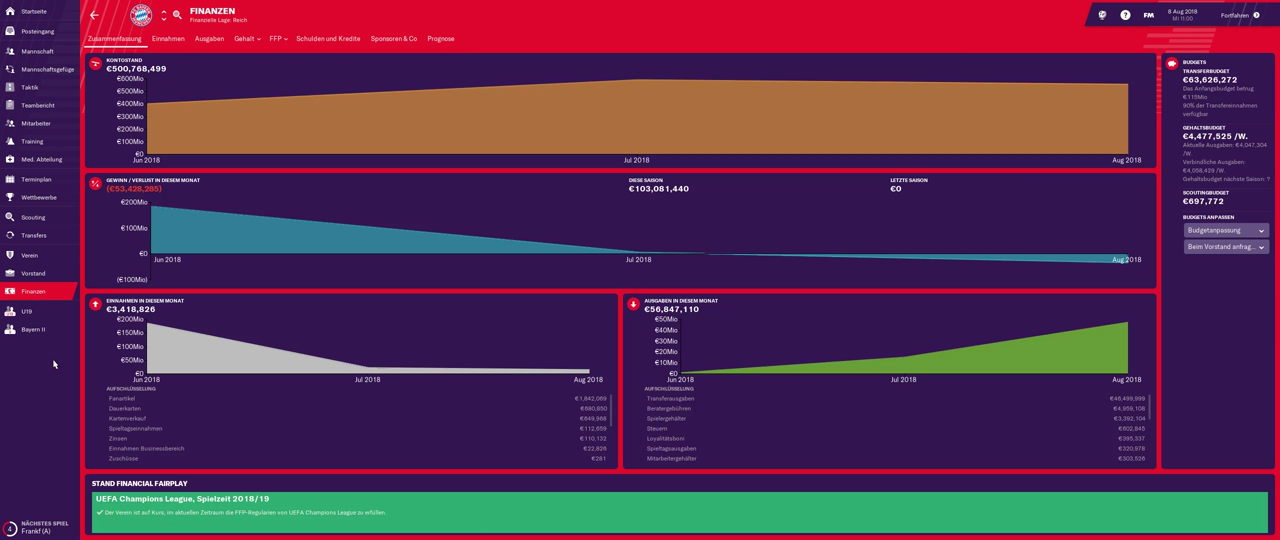 Startseite
Posteingang
Mannschaft
Mannschaftsgefüge
Taktik
Teambericht
Mitarbeiter
Training
Med. Abteilung
Terminplan
Wettbewerbe
Scouting
Transfers
Verein
Vorstand
Finanzen
U19
Bayern II
4
NÄCHSTES SPIEL
Frankf (A)
FINANZEN
Finanzielle Lage: Reich
FM
8 Aug 2018
Mi 11:00
Fortfahren
Zusammenfassung
Einnahmen
Ausgaben
Gehalt
FFP
Schulden und Kredite
Sponsoren & Co
Prognose
KONTOSTAND
€500,768,499
€600Mio
€500Mio
€400Mio
€300Mio
€200Mio
€100Mio
€0
Jun 2018
Jul 2018
Aug 2018
GEWINN / VERLUST IN DIESEM MONAT
(€53,428,285)
DIESE SAISON
€103,081,440
LETZTE SAISON
€0
€200Mio
€100Mio
€0
(€100Mio)
Jun 2018
Jul 2018
Aug 2018
EINNAHMEN IN DIESEM MONAT
€3,418,826
€200Mio
€150Mio
€100Mio
€50Mio
€0
Jun 2018
Jul 2018
Aug 2018
AUFSCHLÜSSELUNG
Fanartikel €1,842,069
Dauerkarten €680,850
Kartenverkauf €649,968
Spieltagseinnahmen €112,659
Zinsen €110,132
Einnahmen Businessbereich €22,826
Zuschüsse €281
AUSGABEN IN DIESEM MONAT
€56,847,110
€50Mio
€40Mio
€30Mio
€20Mio
€10Mio
€0
Jun 2018
Jul 2018
Aug 2018
AUFSCHLÜSSELUNG
Transferausgaben €46,499,999
Beratergebühren €4,959,108
Spielergehälter €3,392,104
Steuern €602,845
Loyalitätsboni €395,337
Spieltagsausgaben €320,978
Mitarbeitergehälter €303,526
BUDGETS
TRANSFERBUDGET
€63,626,272
Das Anfangsbudget betrug
€115Mio
90% der Transfereinnahmen
verfügbar
GEHALTSBUDGET
€4,477,525 /W.
Aktuelle Ausgaben: €4,047,304
/W.
Verbindliche Ausgaben:
€4,058,429 /W.
Gehaltsbudget nächste Saison: ?
SCOUTINGBUDGET
€697,772
BUDGETS ANPASSEN
Budgetanpassung
Beim Vorstand anfrag...
STAND FINANCIAL FAIRPLAY
UEFA Champions League, Spielzeit 2018/19
Der Verein ist auf Kurs, im aktuellen Zeitraum die FFP-Regularien von UEFA Champions League zu erfüllen.